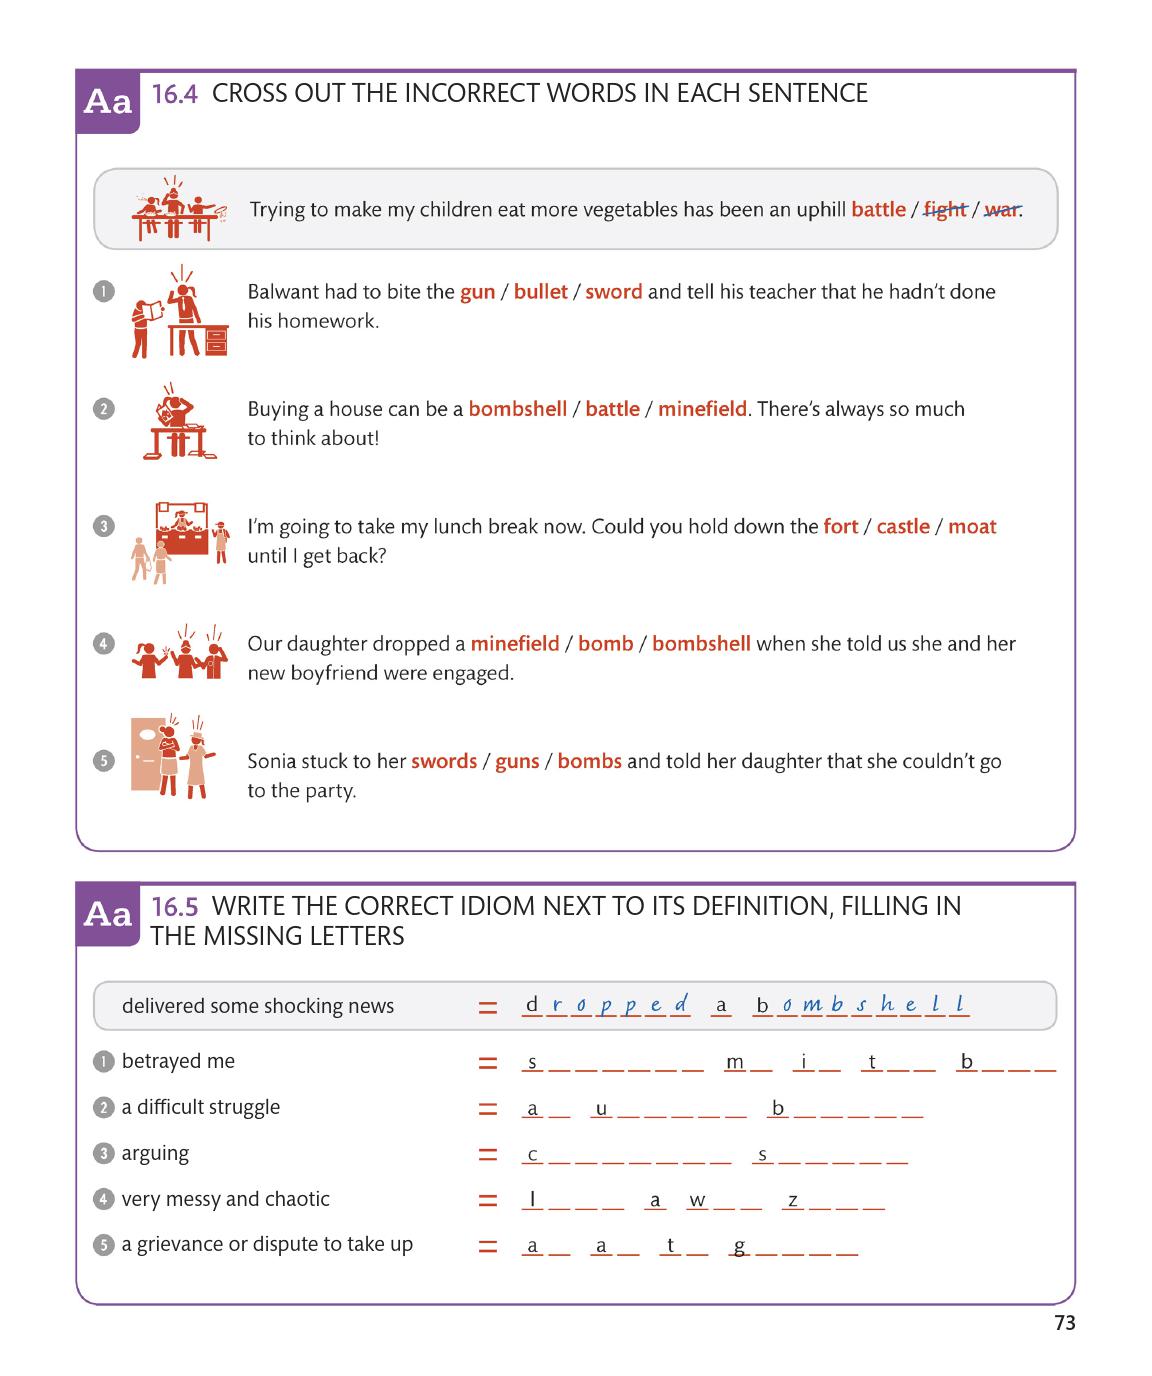 Aa 16.4 CROSS OUT THE INCORRECT WORDS IN EACH SENTENCE
Trying to make my children eat more vegetables has been an uphill battle / fight / war.
1 Balwant had to bite the gun / bullet / sword and tell his teacher that he hadn't done
his homework.
2 Buying a house can be a bombshell / battle / minefield. There's always so much
to think about!
3 I'm going to take my lunch break now. Could you hold down the fort / castle / moat
until I get back?
4 Our daughter dropped a minefield / bomb / bombshell when she told us she and her
new boyfriend were engaged.
5 Sonia stuck to her swords / guns / bombs and told her daughter that she couldn't go
to the party.
Aa 16.5 WRITE THE CORRECT IDIOM NEXT TO ITS DEFINITION, FILLING IN
THE MISSING LETTERS
delivered some shocking news = dropped a bombshell
1 betrayed me = s _ _ _ _ _ _ m _ i _ t _ _ b _ _ _
2 a difficult struggle = a _ u _ _ _ _ _ b _ _ _ _ _
3 arguing = c _ _ _ _ _ _ _ s _ _ _ _ _
4 very messy and chaotic = l _ _ _ a w _ _ z _ _ _
5 a grievance or dispute to take up = a _ a _ t _ g _ _ _ _
73